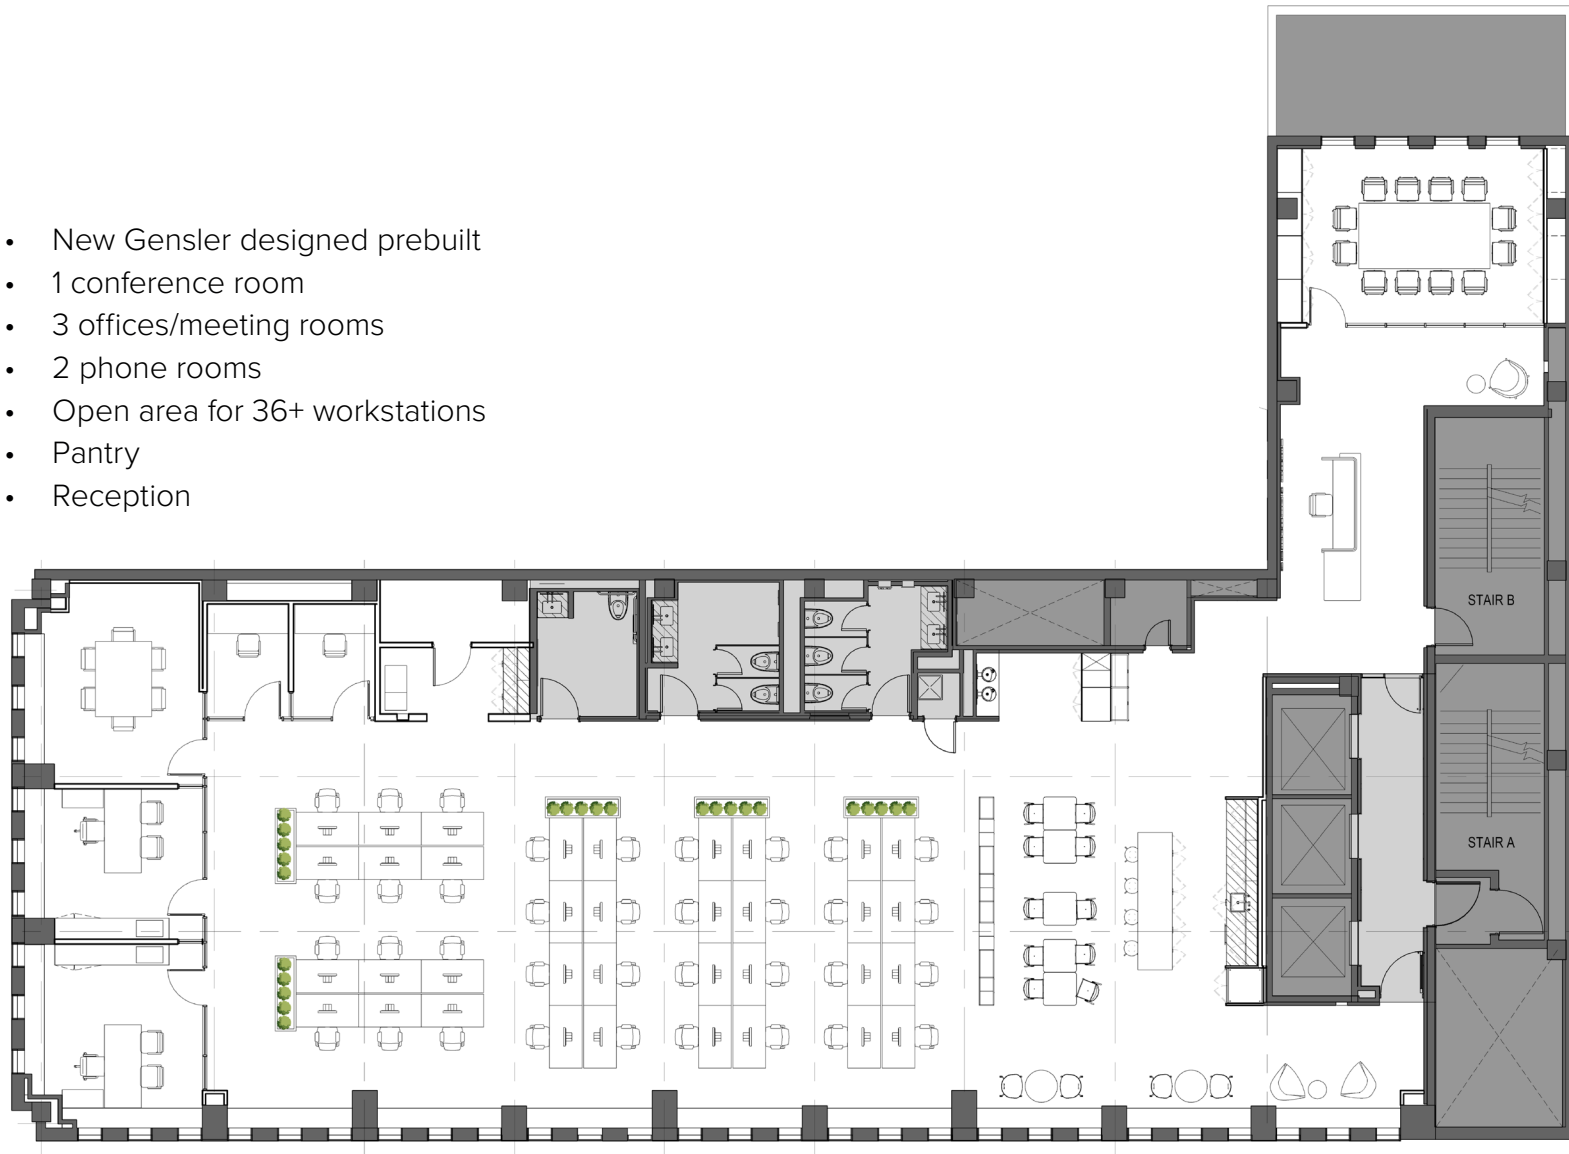 • New Gensler designed prebuilt
• 1 conference room
• 3 offices/meeting rooms
• 2 phone rooms
• Open area for 36+ workstations
• Pantry
• Reception
STAIR B
STAIR A